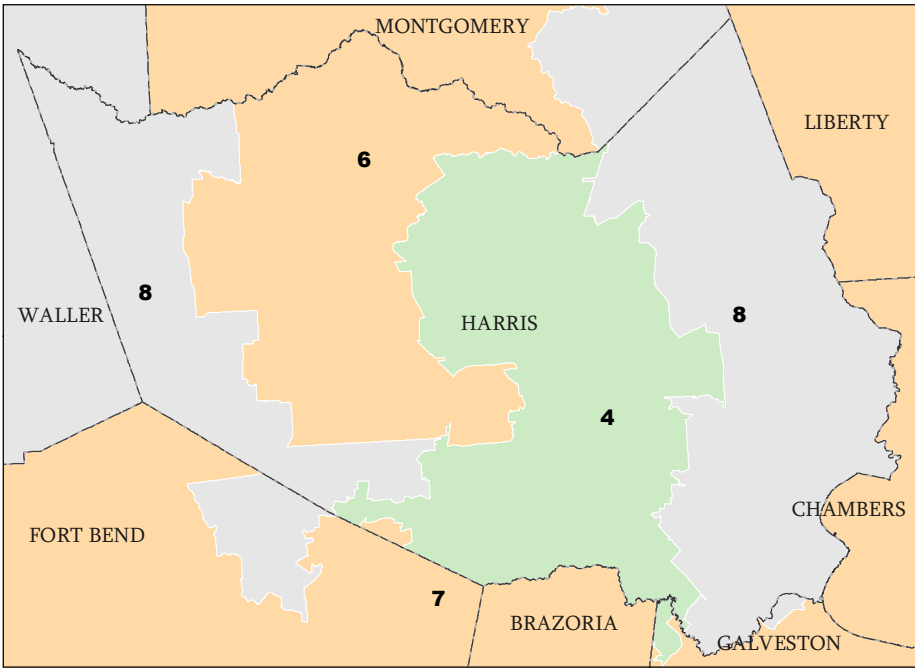 MONTGOMERY
LIBERTY
6
8
WALLER
HARRIS
8
4
CHAMBERS
FORT BEND
7
BRAZORIA
GALVESTON